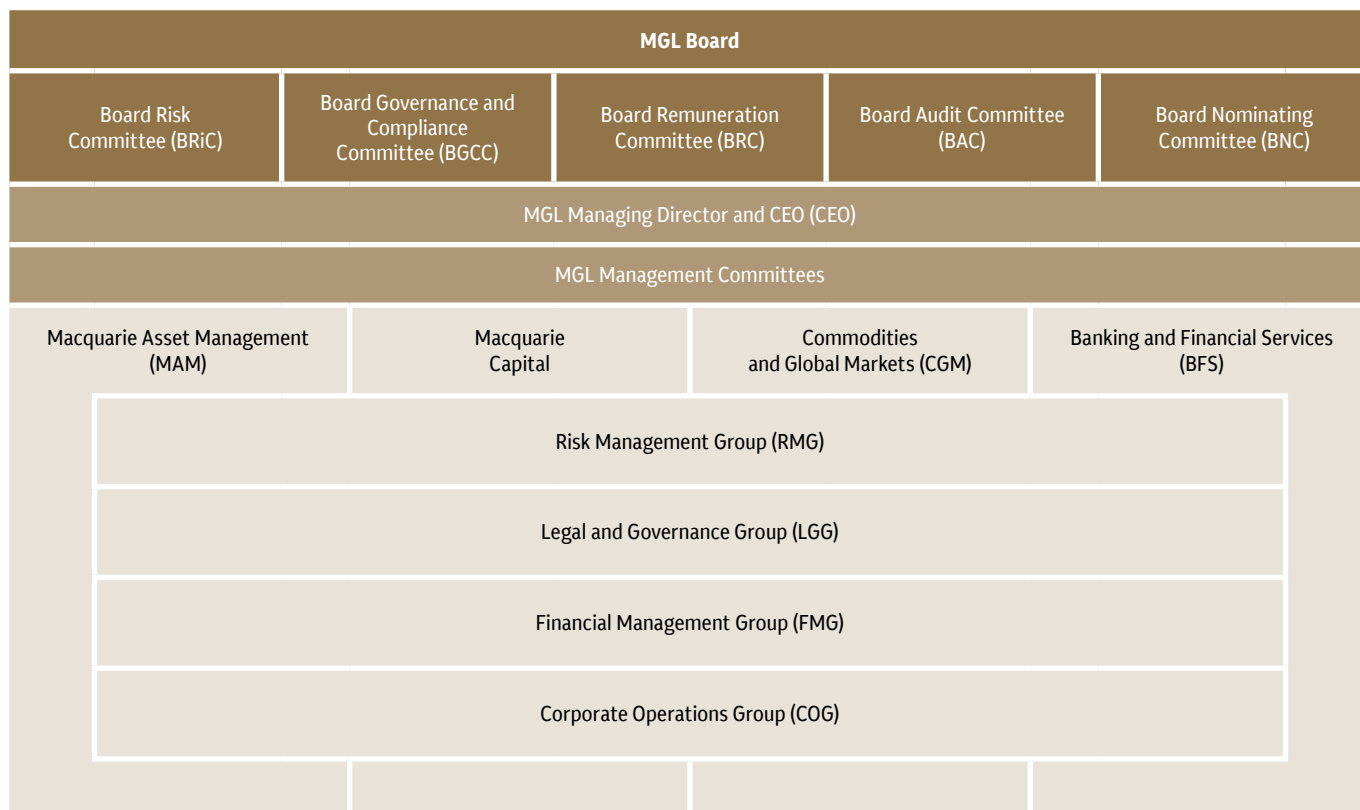 MGL Board
Board Risk
Committee (BRiC)
Board Governance and
Compliance
Committee (BGCC)
Board Remuneration
Committee (BRC)
Board Audit Committee
(BAC)
Board Nominating
Committee (BNC)
MGL Managing Director and CEO (CEO)
MGL Management Committees
Macquarie Asset Management
(MAM)
Macquarie
Capital
Commodities
and Global Markets (CGM)
Banking and Financial Services
(BFS)
Risk Management Group (RMG)
Legal and Governance Group (LGG)
Financial Management Group (FMG)
Corporate Operations Group (COG)